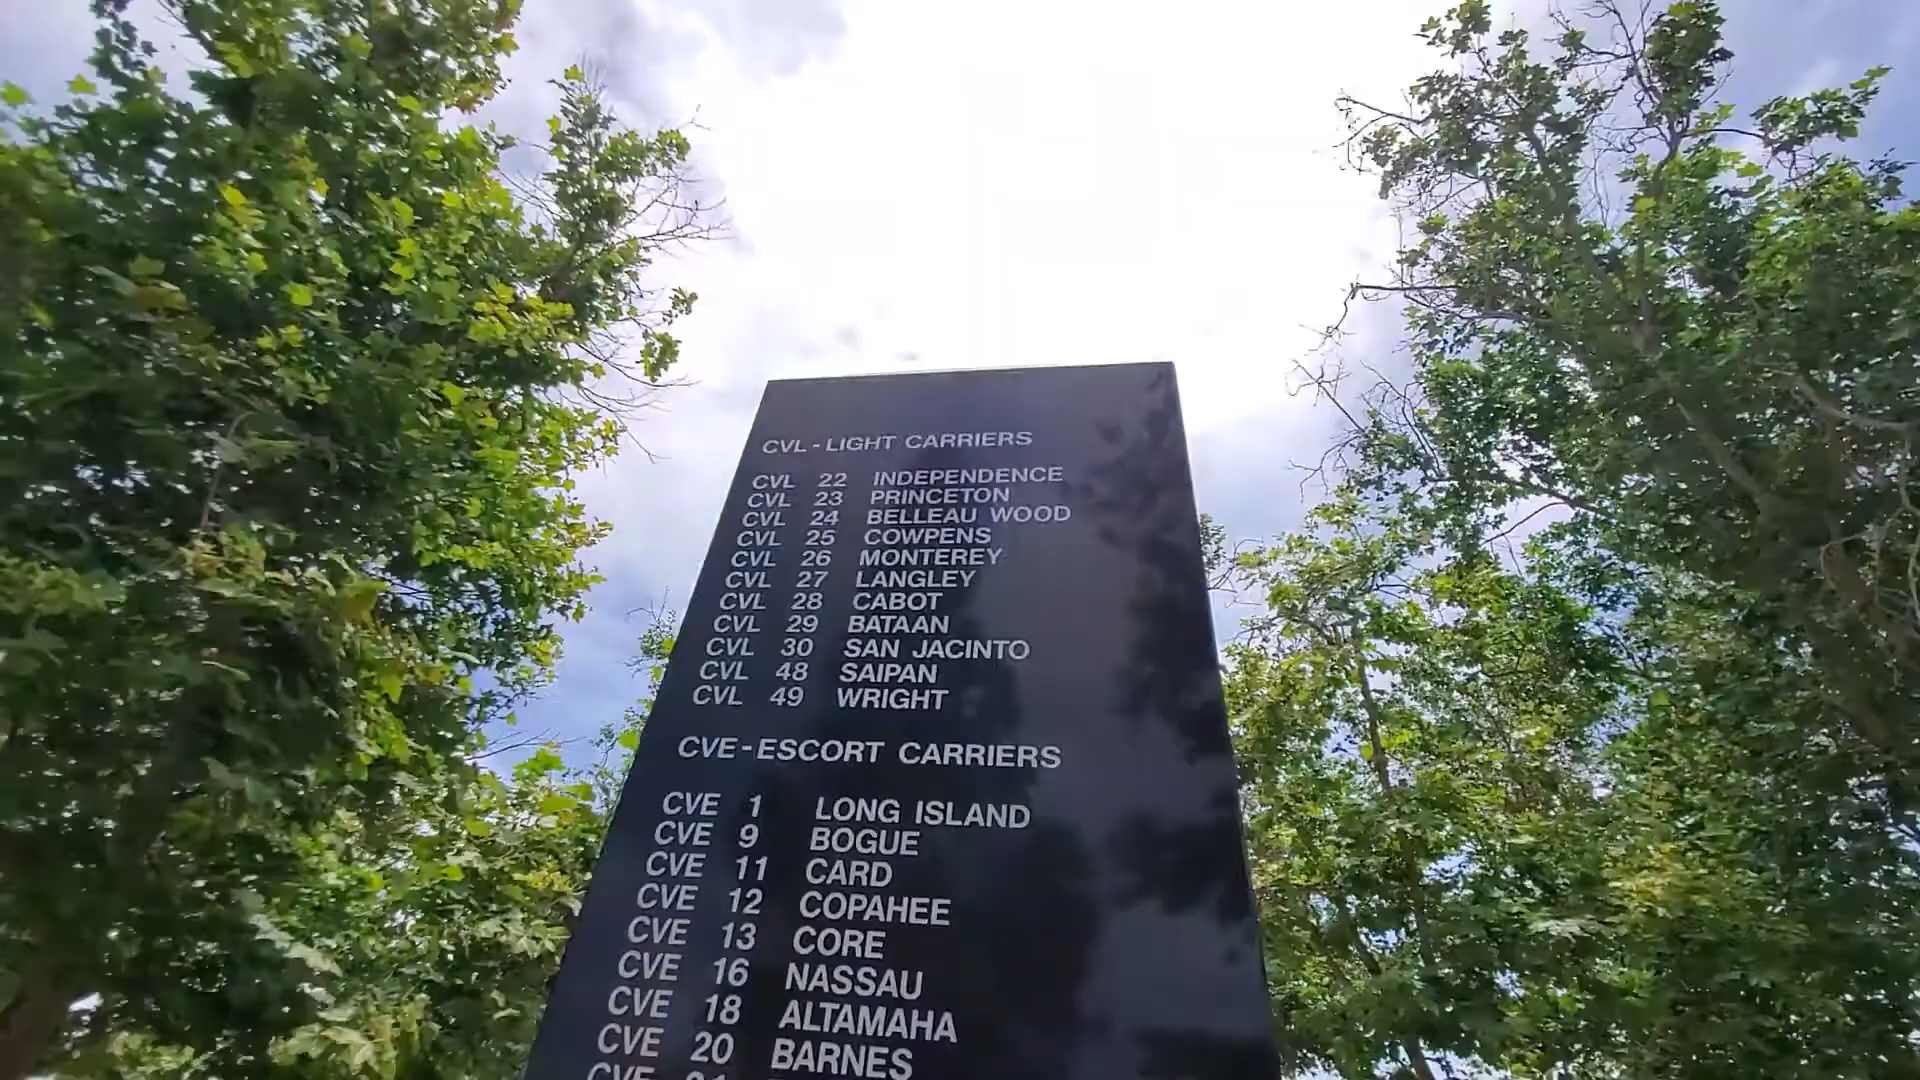 CVL - LIGHT CARRIERS
CVL 22 INDEPENDENCE
CVL 23 PRINCETON
CVL 24 BELLEAU WOOD
CVL 25 COWPENS
CVL 26 MONTEREY
CVL 27 LANGLEY
CVL 28 CABOT
CVL 29 BATAAN
CVL 30 SAN JACINTO
CVL 48 SAIPAN
CVL 49 WRIGHT
CVE - ESCORT CARRIERS
CVE 1 LONG ISLAND
CVE 9 BOGUE
CVE 11 CARD
CVE 12 COPAHEE
CVE 13 CORE
CVE 16 NASSAU
CVE 18 ALTAMAHA
CVE 20 BARNES
CVE